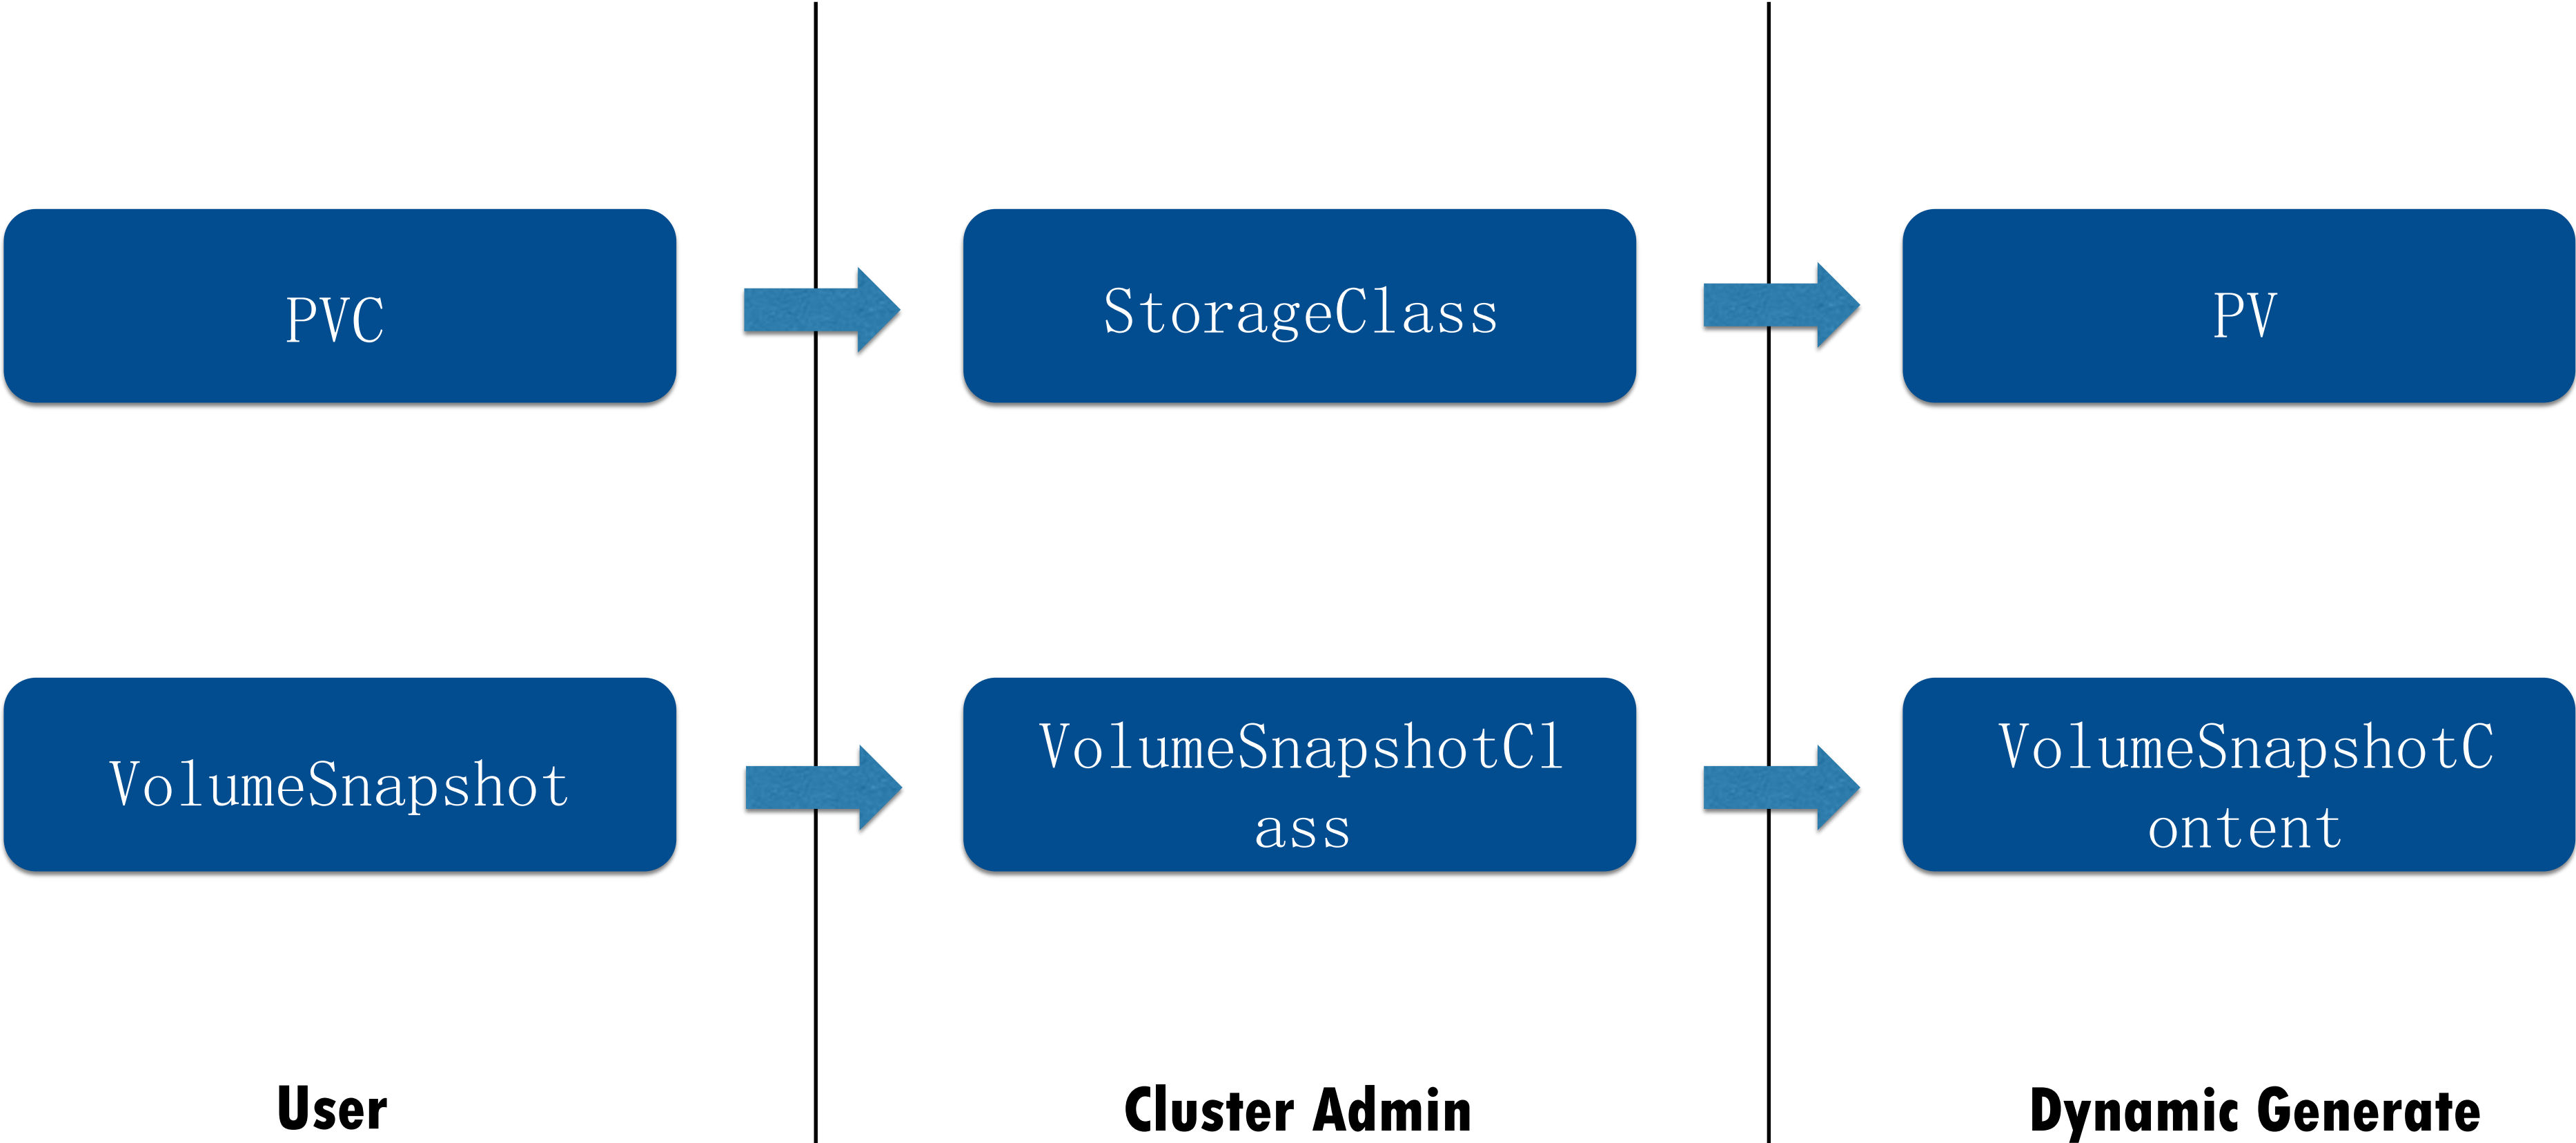 PVC
StorageClass
PV
VolumeSnapshot
VolumeSnapshotCl
ass
VolumeSnapshotC
ontent
User
Cluster Admin
Dynamic Generate